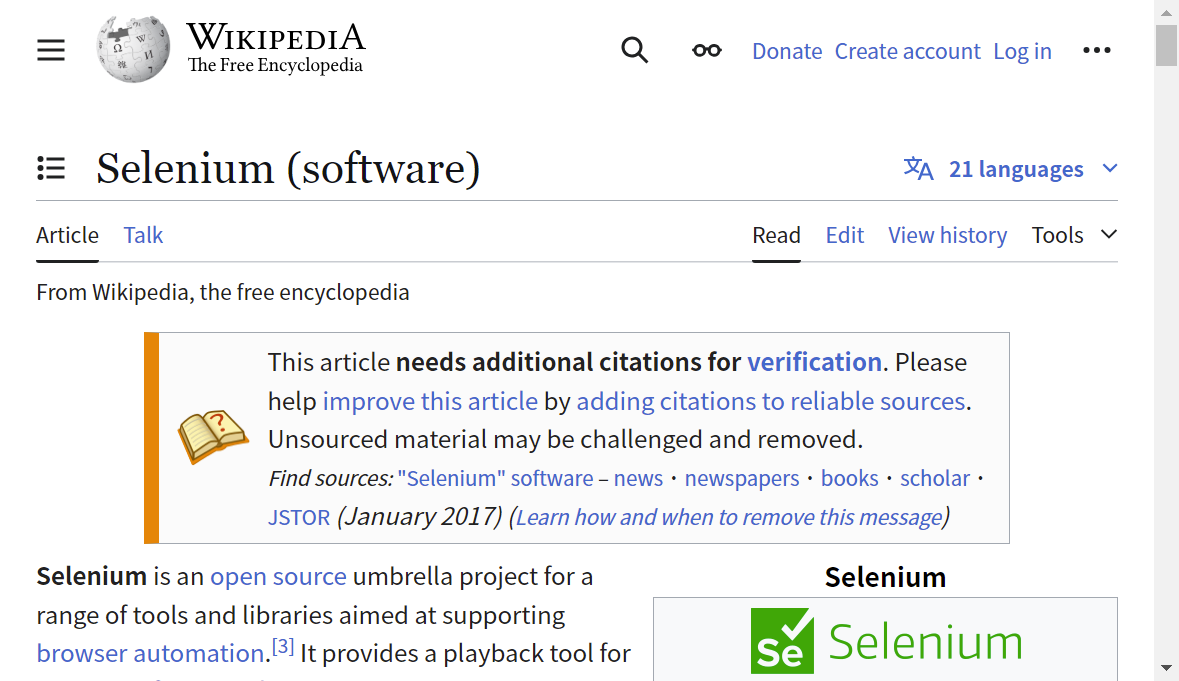 WIKIPEDIA
The Free Encyclopedia
Donate Create account Log in
Selenium (software)
21 languages
Article Talk
Read Edit View history Tools
From Wikipedia, the free encyclopedia
This article needs additional citations for verification. Please
help improve this article by adding citations to reliable sources.
Unsourced material may be challenged and removed.
Find sources: "Selenium" software – news · newspapers · books · scholar ·
JSTOR (January 2017) (Learn how and when to remove this message)
Selenium is an open source umbrella project for a
range of tools and libraries aimed at supporting
browser automation.[3] It provides a playback tool for
Selenium
Se Selenium